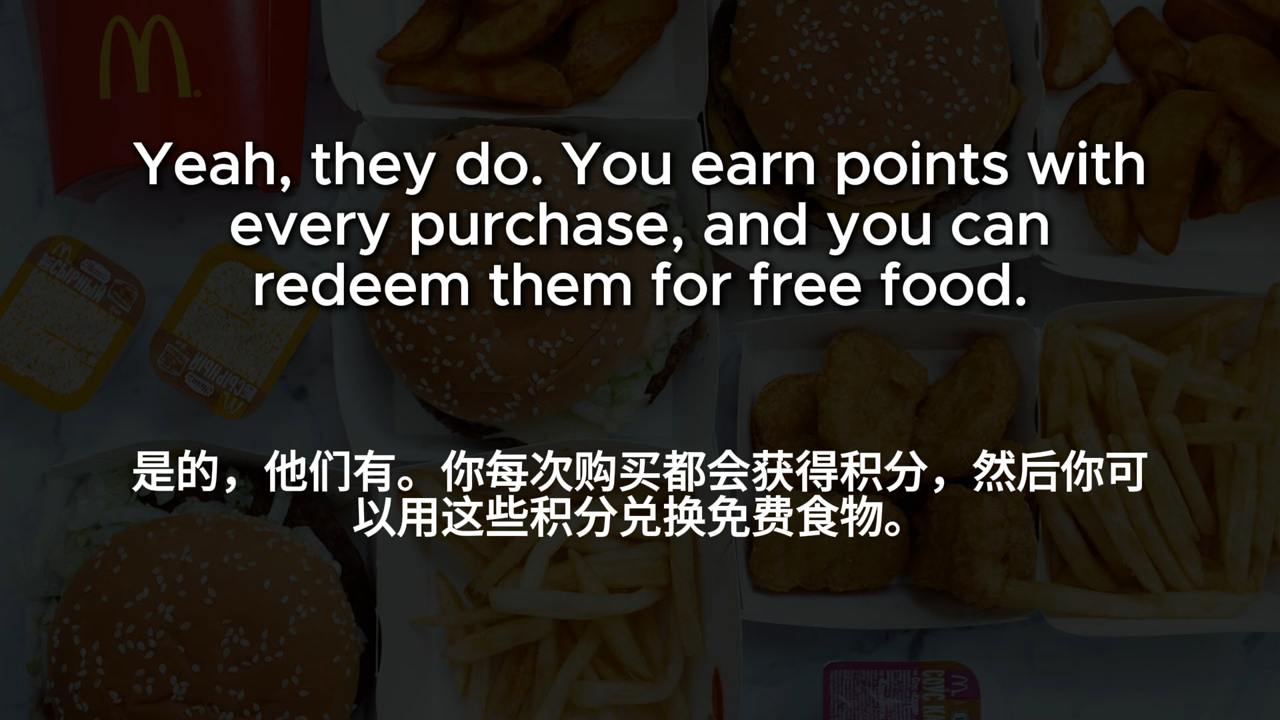 Yeah, they do. You earn points with
every purchase, and you can
redeem them for free food.
СЫРНЫЙ
是的，他们有。你每次购买都会获得积分，然后你可
以用这些积分兑换免费食物。